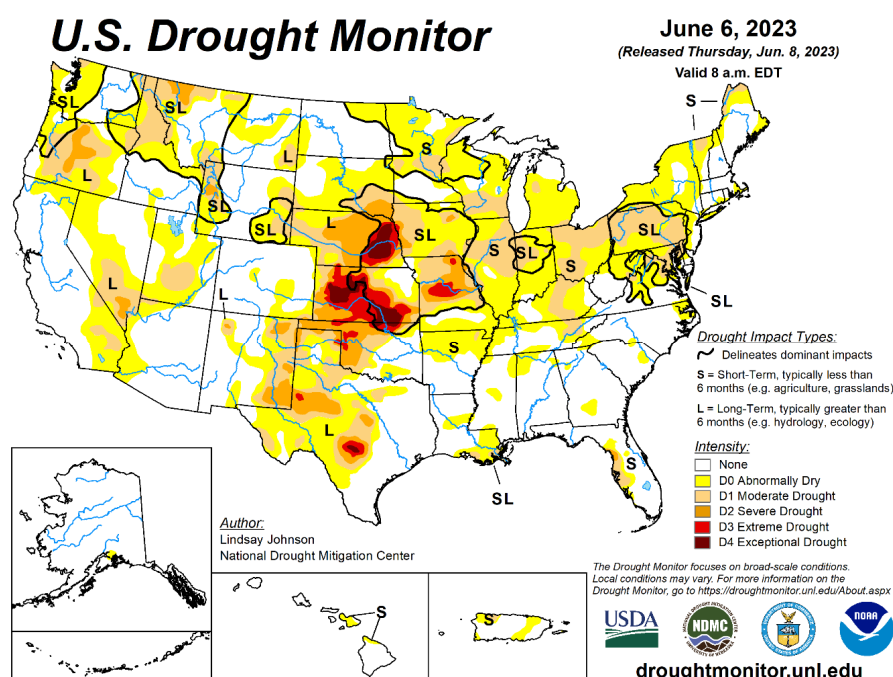 U.S. Drought Monitor
June 6, 2023
(Released Thursday, Jun. 8, 2023)
Valid 8 a.m. EDT
S
SL
SL
S
L
L
SL
SL
L
SL
S
SL
S
SL
L
L
SL
S
L
S
SL
Drought Impact Types:
Delineates dominant impacts
S = Short-Term, typically less than
6 months (e.g. agriculture, grasslands)
L = Long-Term, typically greater than
6 months (e.g. hydrology, ecology)
Intensity:
None
D0 Abnormally Dry
D1 Moderate Drought
D2 Severe Drought
D3 Extreme Drought
D4 Exceptional Drought
Author:
Lindsay Johnson
National Drought Mitigation Center
S
S
The Drought Monitor focuses on broad-scale conditions.
Local conditions may vary. For more information on the
Drought Monitor, go to https://droughtmonitor.unl.edu/About.aspx
USDA
NDMC
NOAA
droughtmonitor.unl.edu